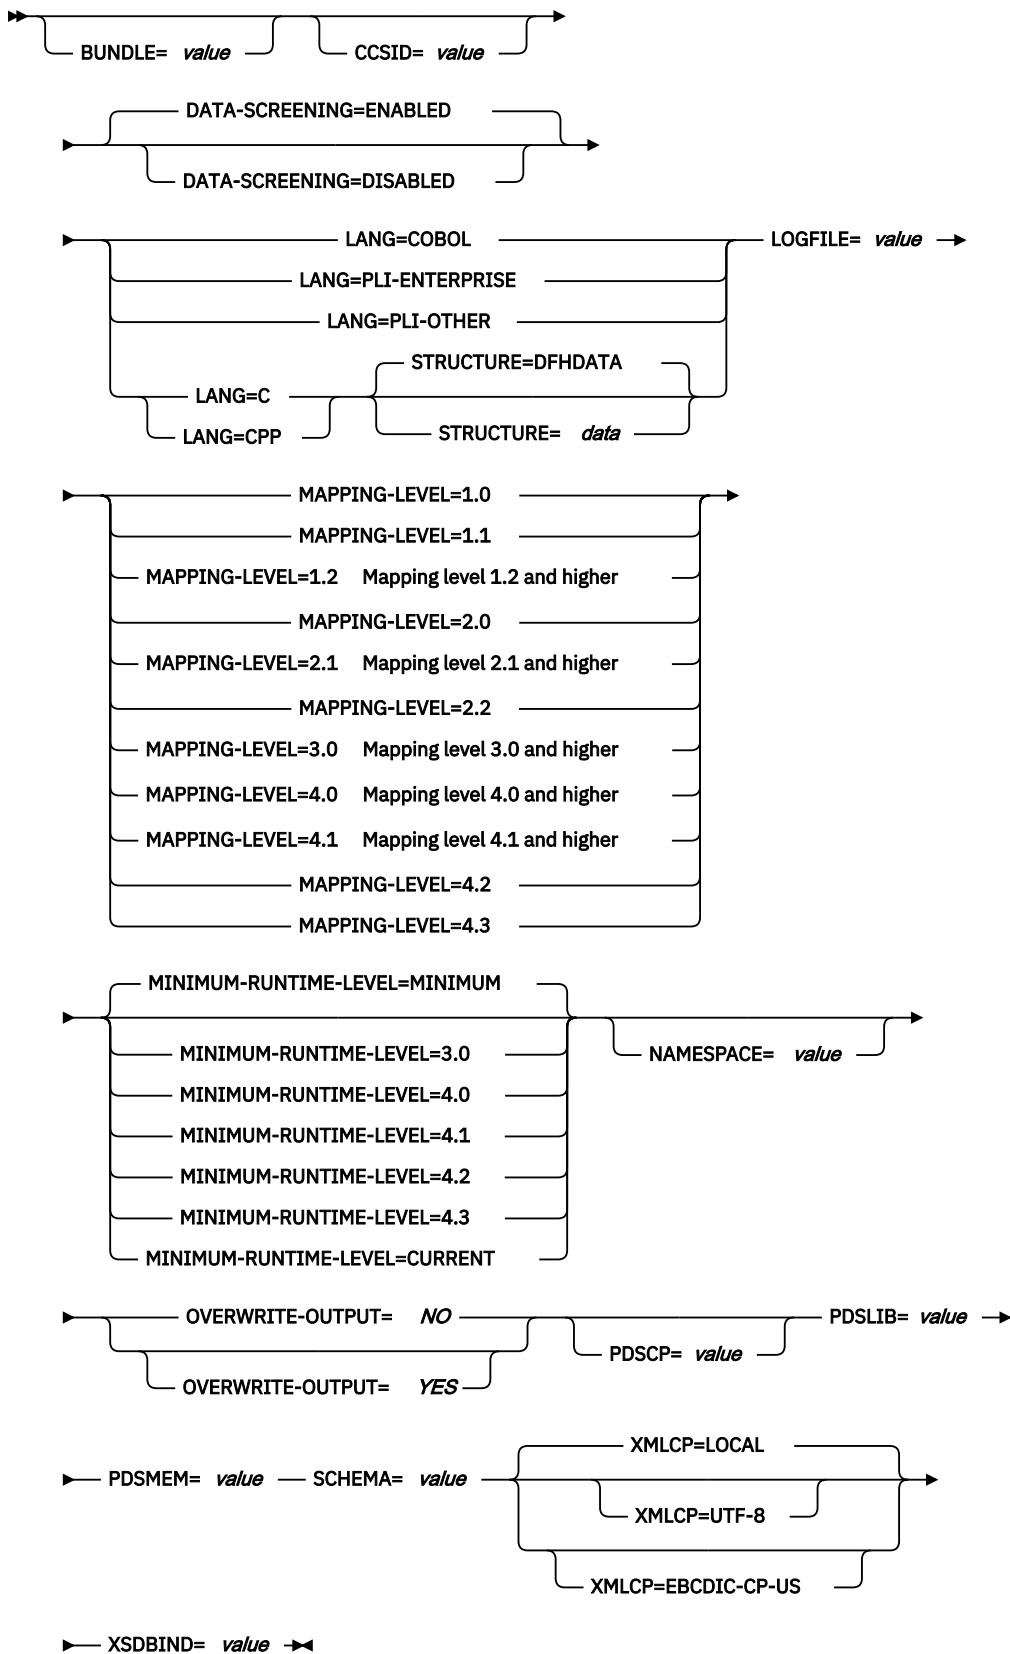 BUNDLE= value CCSID= value
DATA-SCREENING=ENABLED
DATA-SCREENING=DISABLED
LANG=COBOL LOGFILE= value
LANG=PLI-ENTERPRISE
LANG=PLI-OTHER
STRUCTURE=DFHDATA
LANG=C
LANG=CPP STRUCTURE= data
MAPPING-LEVEL=1.0
MAPPING-LEVEL=1.1
MAPPING-LEVEL=1.2 Mapping level 1.2 and higher
MAPPING-LEVEL=2.0
MAPPING-LEVEL=2.1 Mapping level 2.1 and higher
MAPPING-LEVEL=2.2
MAPPING-LEVEL=3.0 Mapping level 3.0 and higher
MAPPING-LEVEL=4.0 Mapping level 4.0 and higher
MAPPING-LEVEL=4.1 Mapping level 4.1 and higher
MAPPING-LEVEL=4.2
MAPPING-LEVEL=4.3
MINIMUM-RUNTIME-LEVEL=MINIMUM
MINIMUM-RUNTIME-LEVEL=3.0 NAMESPACE= value
MINIMUM-RUNTIME-LEVEL=4.0
MINIMUM-RUNTIME-LEVEL=4.1
MINIMUM-RUNTIME-LEVEL=4.2
MINIMUM-RUNTIME-LEVEL=4.3
MINIMUM-RUNTIME-LEVEL=CURRENT
OVERWRITE-OUTPUT= NO PDSLIB= value
PDSCP= value
OVERWRITE-OUTPUT= YES
XMLCP=LOCAL
PDSMEM= value SCHEMA= value
XMLCP=UTF-8
XMLCP=EBCDIC-CP-US
XSDBIND= value